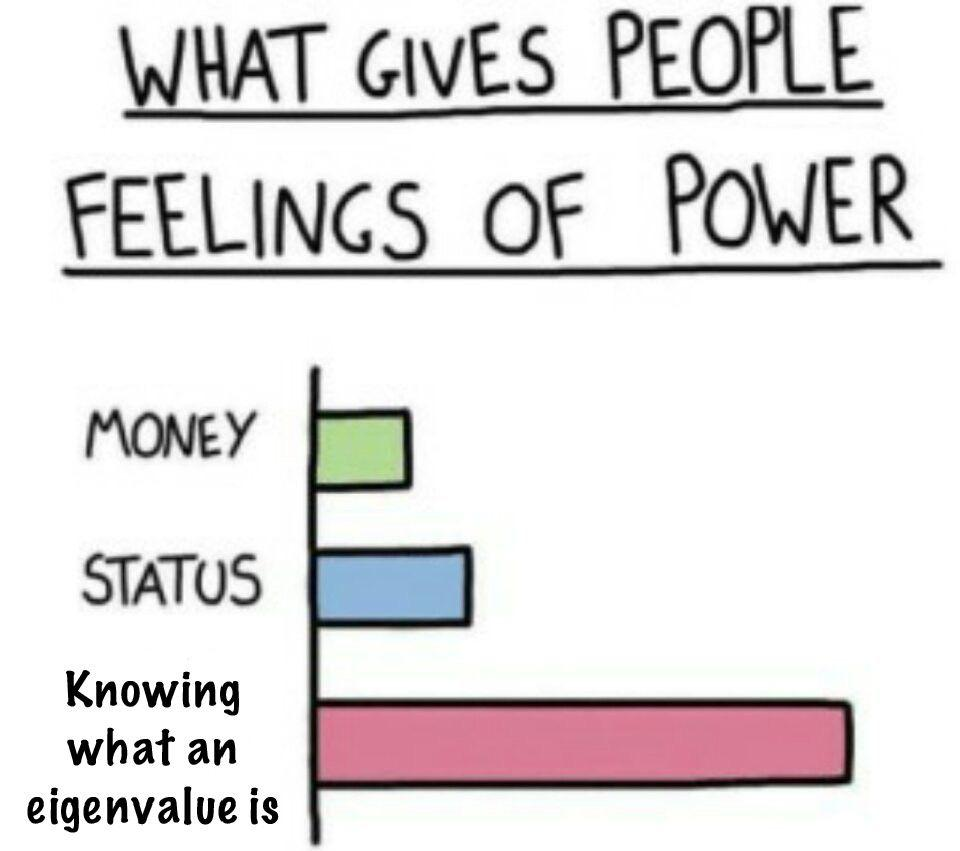 WHAT GIVES PEOPLE
FEELINGS OF POWER
MONEY
STATUS
Knowing
what an
eigenvalue is